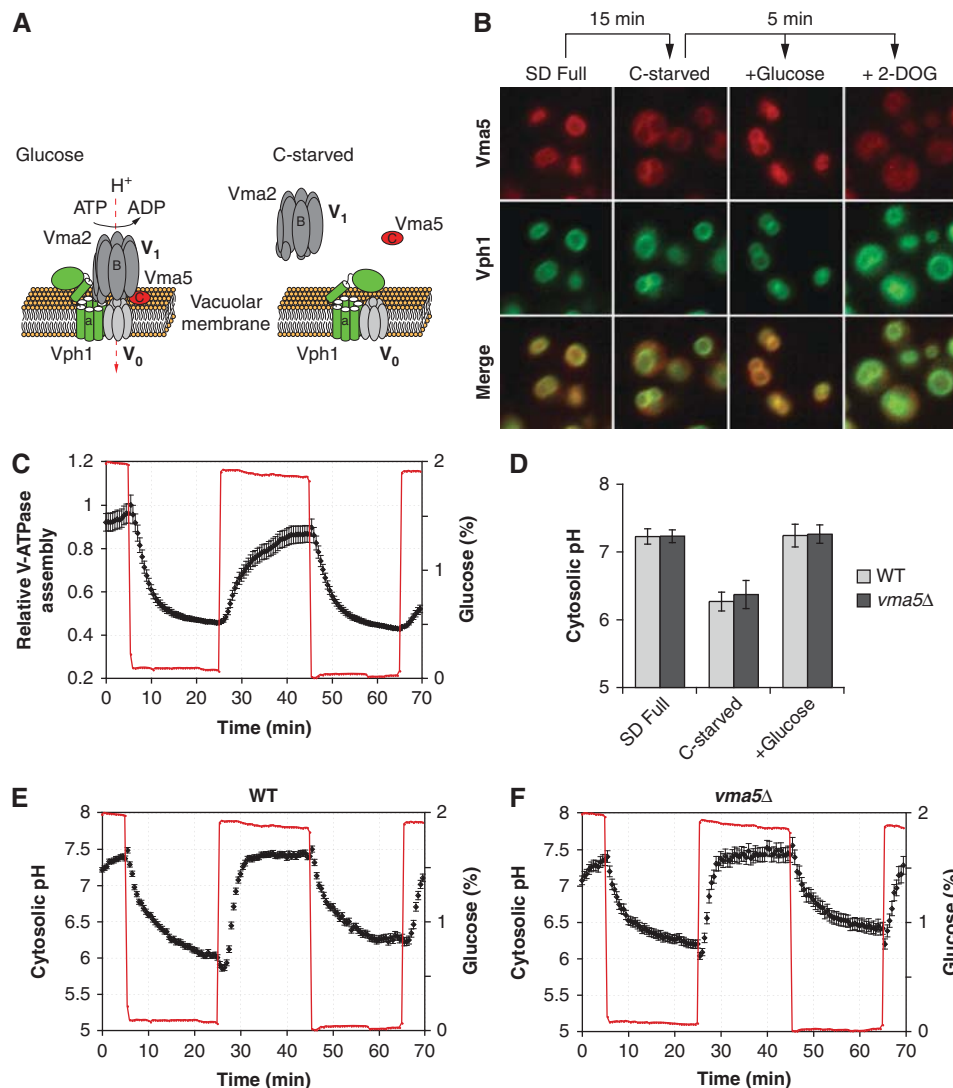 A
Glucose
C-starved
H+
ATP
ADP
Vma2
V1
B
Vma5
C
a
Vph1
V0
Vacuolar
membrane
B
V1
Vma5
C
a
Vph1
V0
B
15 min
5 min
SD Full
C-starved
+Glucose
+ 2-DOG
Vma5
Vph1
Merge
C
Relative V-ATPase
assembly
1.2
1
0.8
0.6
0.4
0.2
0 10 20 30 40 50 60 70
Time (min)
2
1
0
Glucose (%)
D
Cytosolic pH
8
7
6
5
SD Full
C-starved
+Glucose
WT
vma5Δ
E
WT
Cytosolic pH
8
7.5
7
6.5
6
5.5
5
0 10 20 30 40 50 60 70
Time (min)
2
1
0
Glucose (%)
F
vma5Δ
Cytosolic pH
8
7.5
7
6.5
6
5.5
5
0 10 20 30 40 50 60 70
Time (min)
2
1
0
Glucose (%)